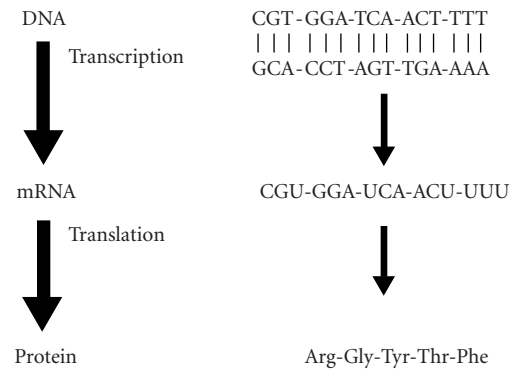 DNA
CGT-GGA-TCA-ACT-TTT
Transcription
GCA-CCT-AGT-TGA-AAA
mRNA
CGU-GGA-UCA-ACU-UUU
Translation
Protein
Arg-Gly-Tyr-Thr-Phe